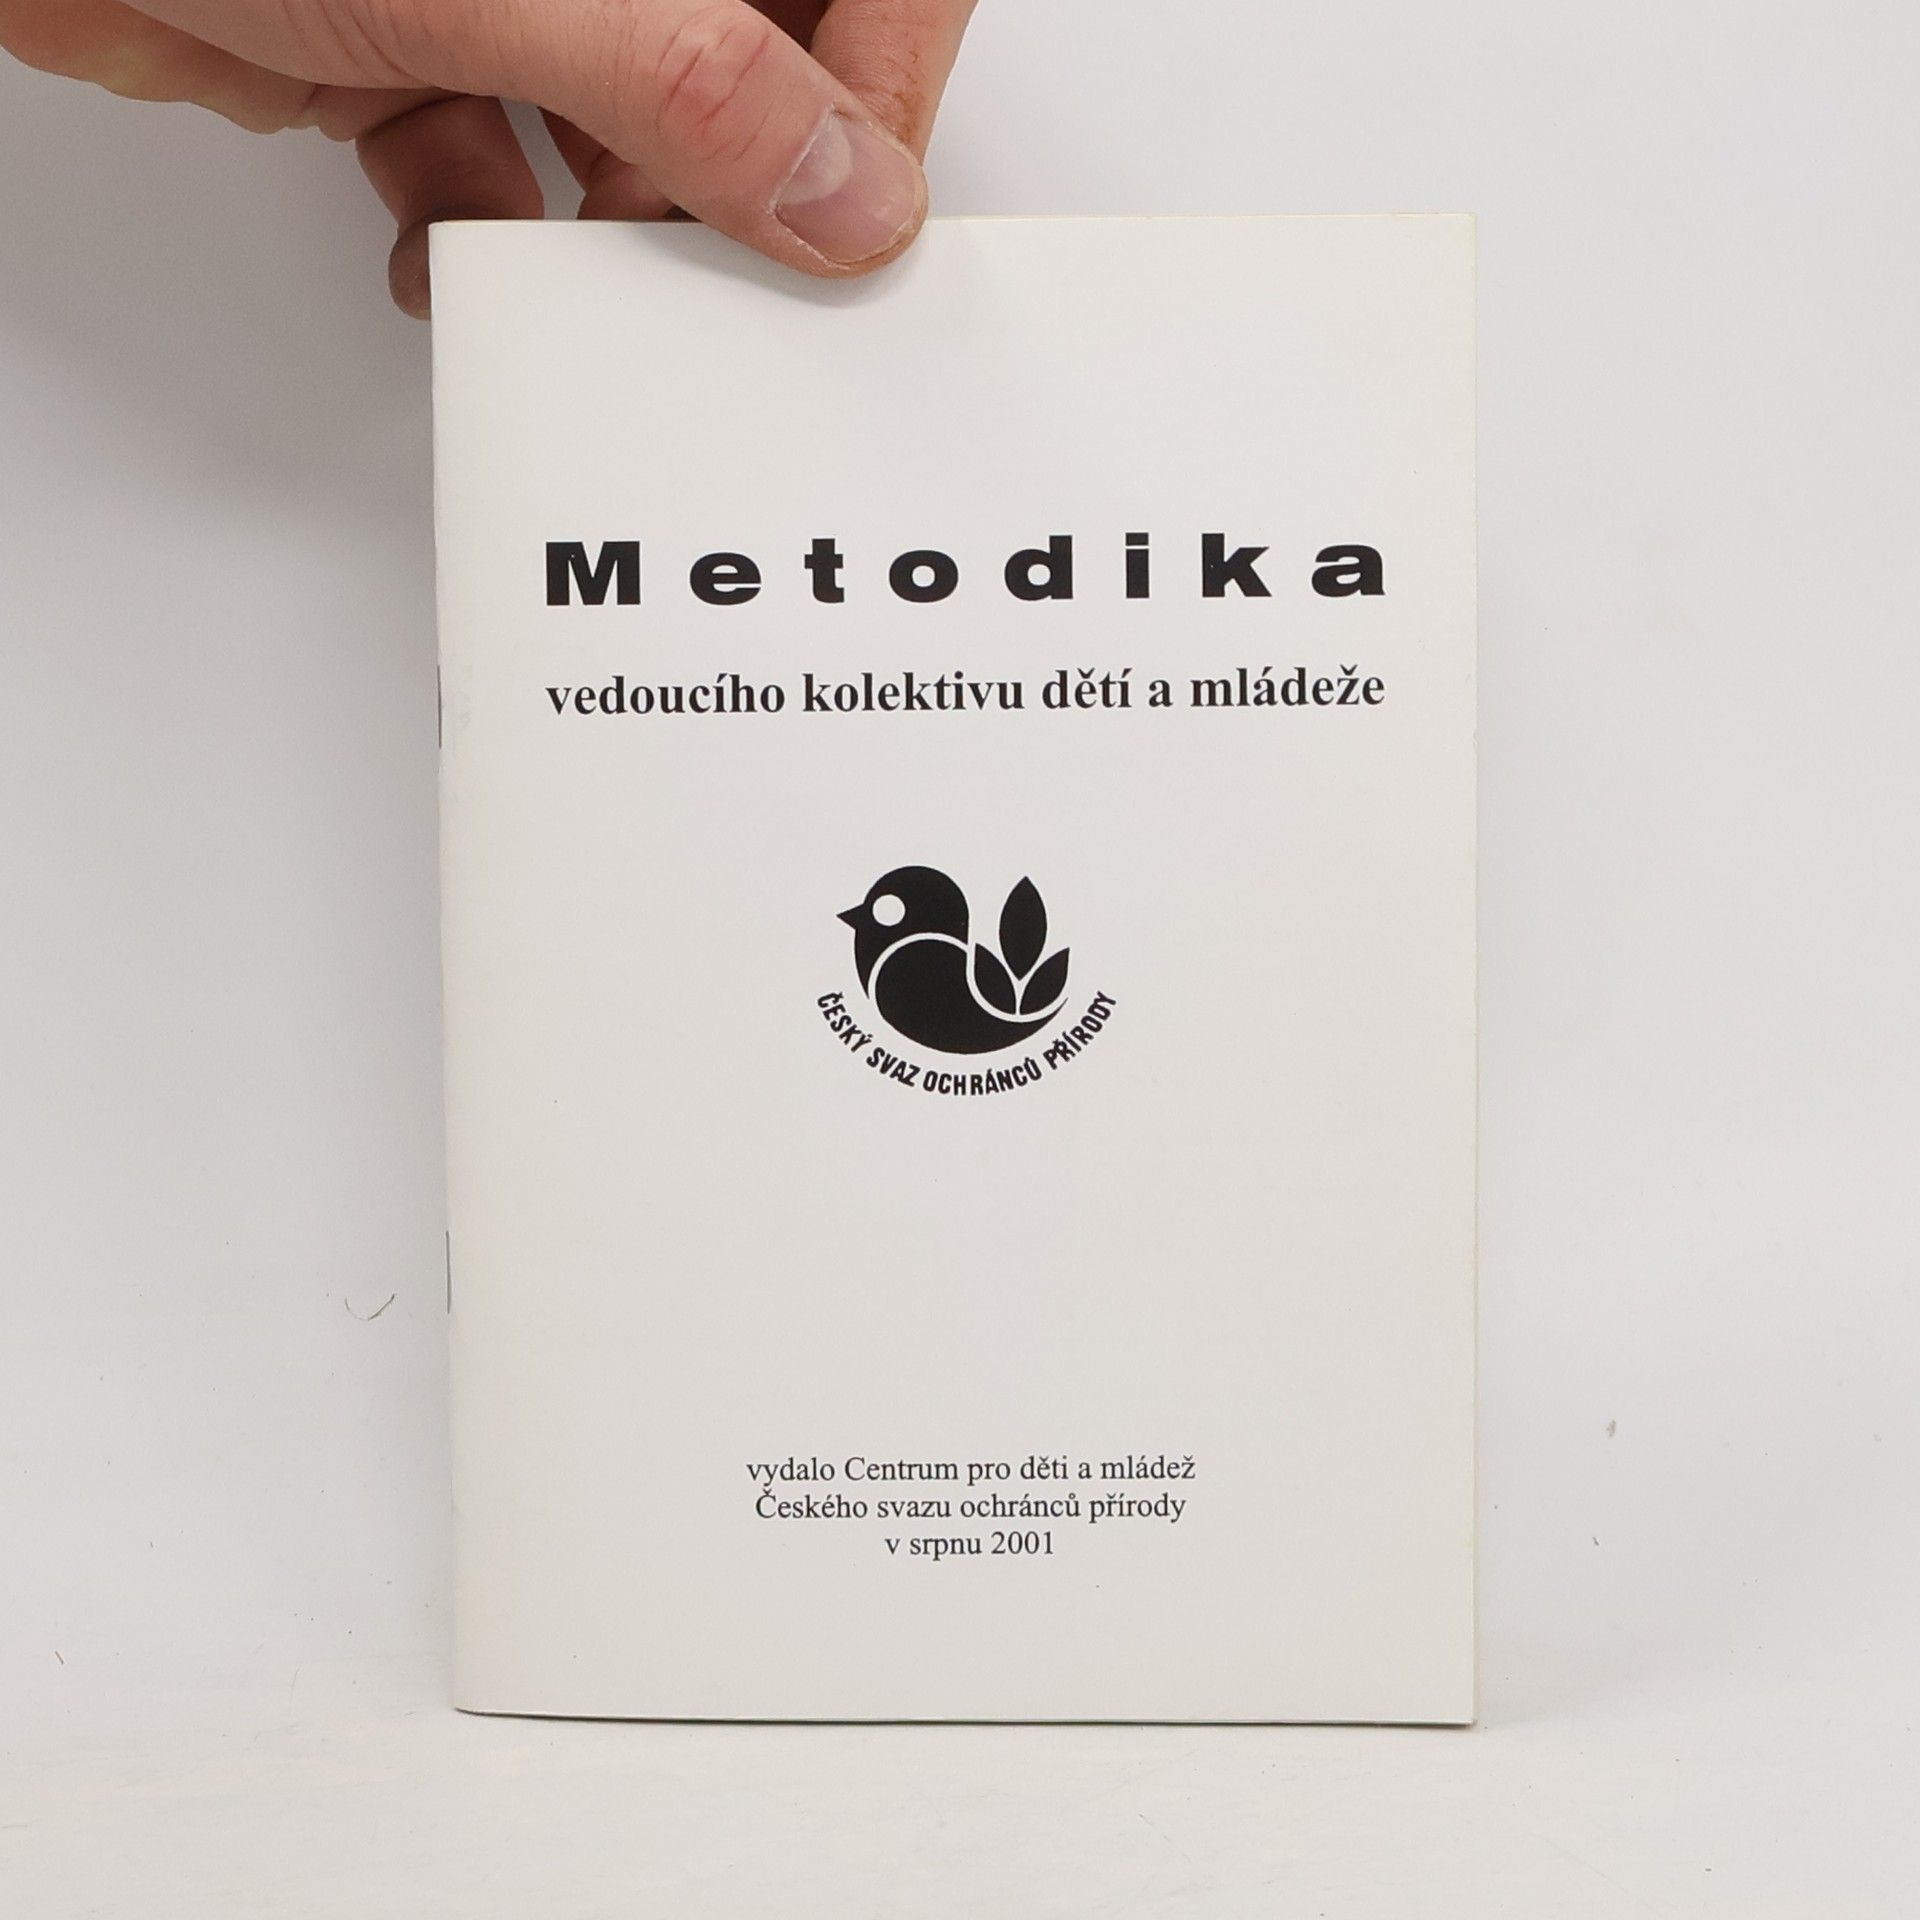 Metodika
vedoucího kolektivu dětí a mládeže
ČESKÝ SVAZ OCHRÁNCŮ PŘÍRODY
vydalo Centrum pro děti a mládež
Českého svazu ochránců přírody
v srpnu 2001